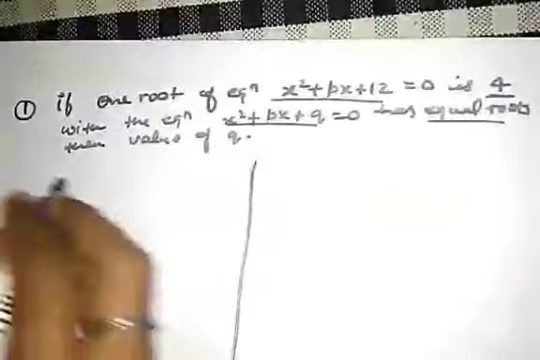 ① If one root of eqⁿ x²+px+12 =0 is 4
with the eqⁿ x²+px+q =0 has equal roots
then value of q.